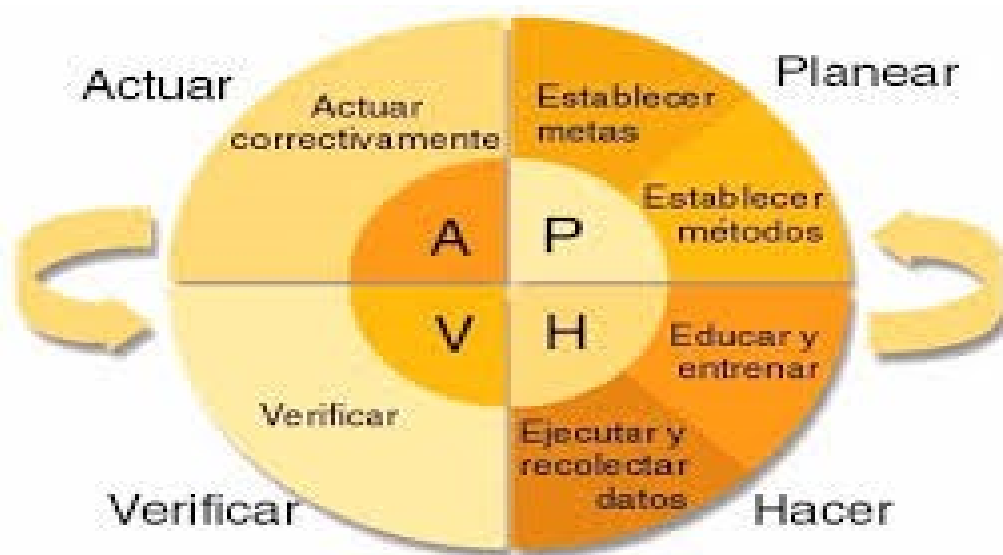 Actuar
Planear
Actuar
correctivamente
Establecer
metas
Establecer
métodos
A
P
V
H
Educar y
entrenar
Verificar
Ejecutar y
recolectar
datos
Verificar
Hacer